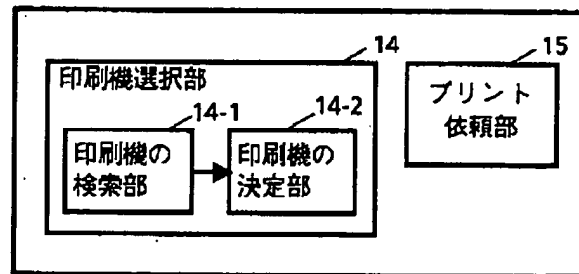 14
印刷機選択部
14-1
印刷機の
検索部
14-2
印刷機の
決定部
15
プリント
依頼部